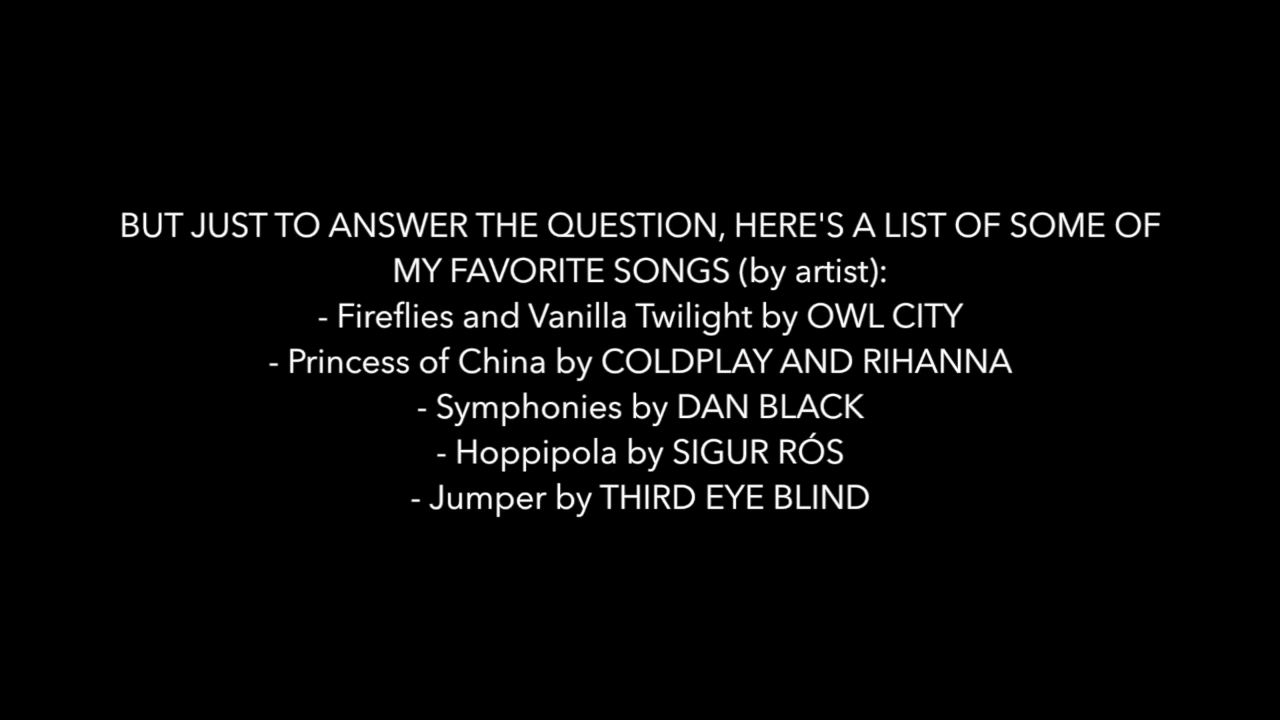 BUT JUST TO ANSWER THE QUESTION, HERE'S A LIST OF SOME OF
MY FAVORITE SONGS (by artist):
- Fireflies and Vanilla Twilight by OWL CITY
- Princess of China by COLDPLAY AND RIHANNA
- Symphonies by DAN BLACK
- Hoppipola by SIGUR RÓS
- Jumper by THIRD EYE BLIND